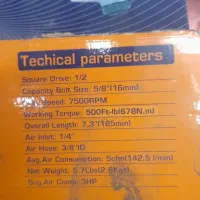 Techical parameters
Square Drive: 1/2
Capacity Bolt Size: 5/8"(16mm)
Speed: 7500RPM
Working Torque: 500Ft-lb(678N.m)
Overall Length: 7.3"(185mm)
Air Inlet: 1/4"
Air Hose: 3/8"ID
Avg.Air Consumption: 5cfm(142.5 l/min)
Net Weight: 5.7Lbs(2.6Kgs)
Sug.Air Comp: 3HP